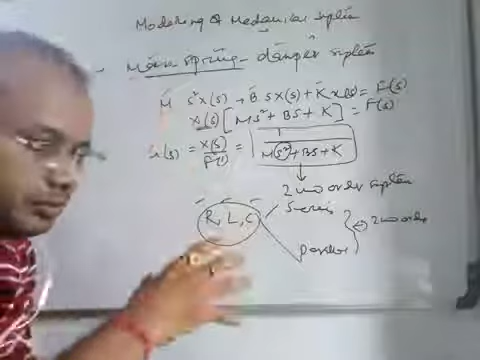 Modelling of Mechanical system
Mass spring - damper system
M s²X(s) + B sX(s) + K X(s) = F(s)
X(s) [Ms² + BS + K] = F(s)
G(s) = X(s)/F(s) = 1/(M(s²) + BS + K)
2nd order system
R, L, C
Series
2nd order
parallel